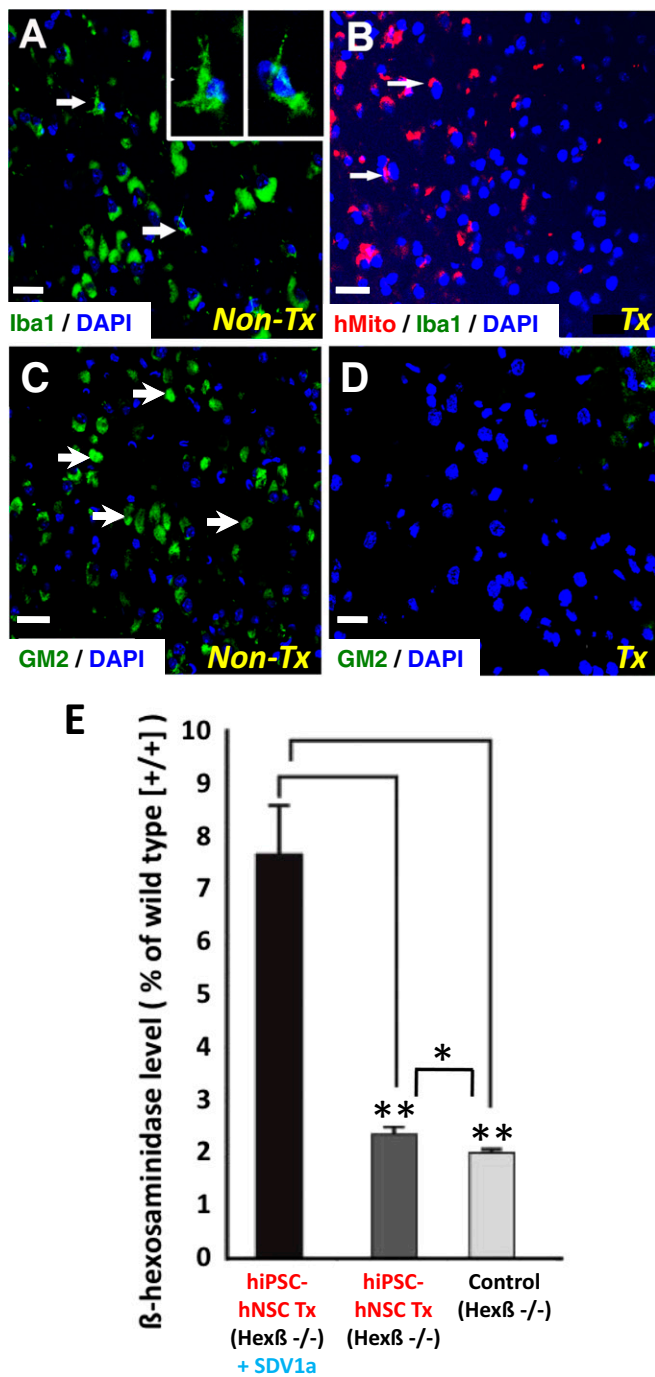 A
B
Iba1 / DAPI
Non-Tx
hMito / Iba1 / DAPI
Tx
C
D
GM2 / DAPI
Non-Tx
GM2 / DAPI
Tx
E
ß-hexosaminidase level ( % of wild type [+/+] )
10
9
8
7
6
5
4
3
2
1
0
*
**
**
hiPSC-
hNSC Tx
(Hexß -/-)
+ SDV1a
hiPSC-
hNSC Tx
(Hexß -/-)
Control
(Hexß -/-)